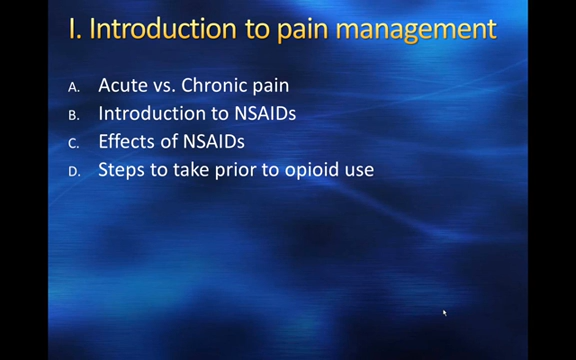 I. Introduction to pain management
A. Acute vs. Chronic pain
B. Introduction to NSAIDs
C. Effects of NSAIDs
D. Steps to take prior to opioid use